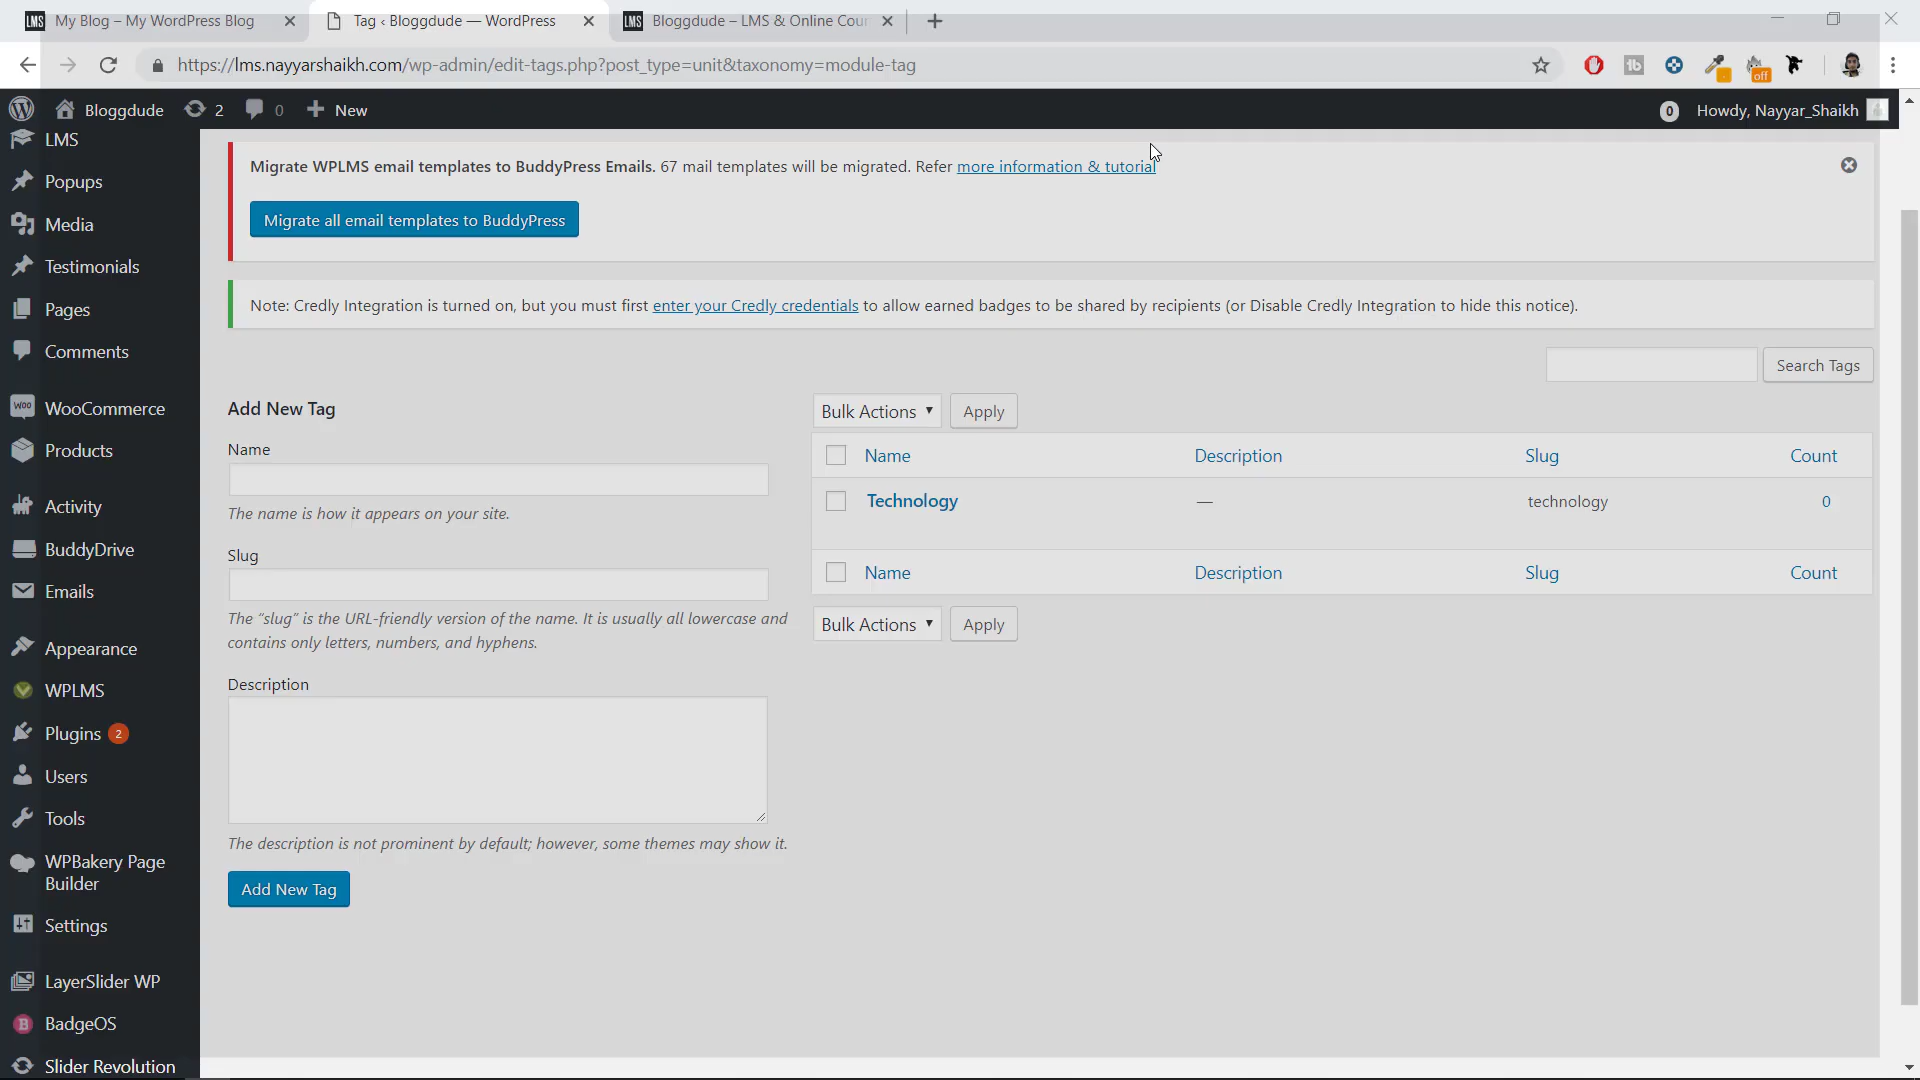 LMS My Blog – My WordPress Blog
Tag ‹ Bloggdude — WordPress
LMS Bloggdude – LMS & Online Cou
https://lms.nayyarshaikh.com/wp-admin/edit-tags.php?post_type=unit&taxonomy=module-tag
off
Bloggdude 2 0 New
0 Howdy, Nayyar_Shaikh
LMS
Popups
Media
Testimonials
Pages
Comments
WooCommerce
Products
Activity
BuddyDrive
Emails
Appearance
WPLMS
Plugins 2
Users
Tools
WPBakery Page
Builder
Settings
LayerSlider WP
BadgeOS
Slider Revolution
Migrate WPLMS email templates to BuddyPress Emails. 67 mail templates will be migrated. Refer more information & tutorial
Migrate all email templates to BuddyPress
Note: Credly Integration is turned on, but you must first enter your Credly credentials to allow earned badges to be shared by recipients (or Disable Credly Integration to hide this notice).
Search Tags
Add New Tag
Name
The name is how it appears on your site.
Slug
The “slug” is the URL-friendly version of the name. It is usually all lowercase and
contains only letters, numbers, and hyphens.
Description
The description is not prominent by default; however, some themes may show it.
Add New Tag
Bulk Actions Apply
Name Description Slug Count
Technology — technology 0
Name Description Slug Count
Bulk Actions Apply